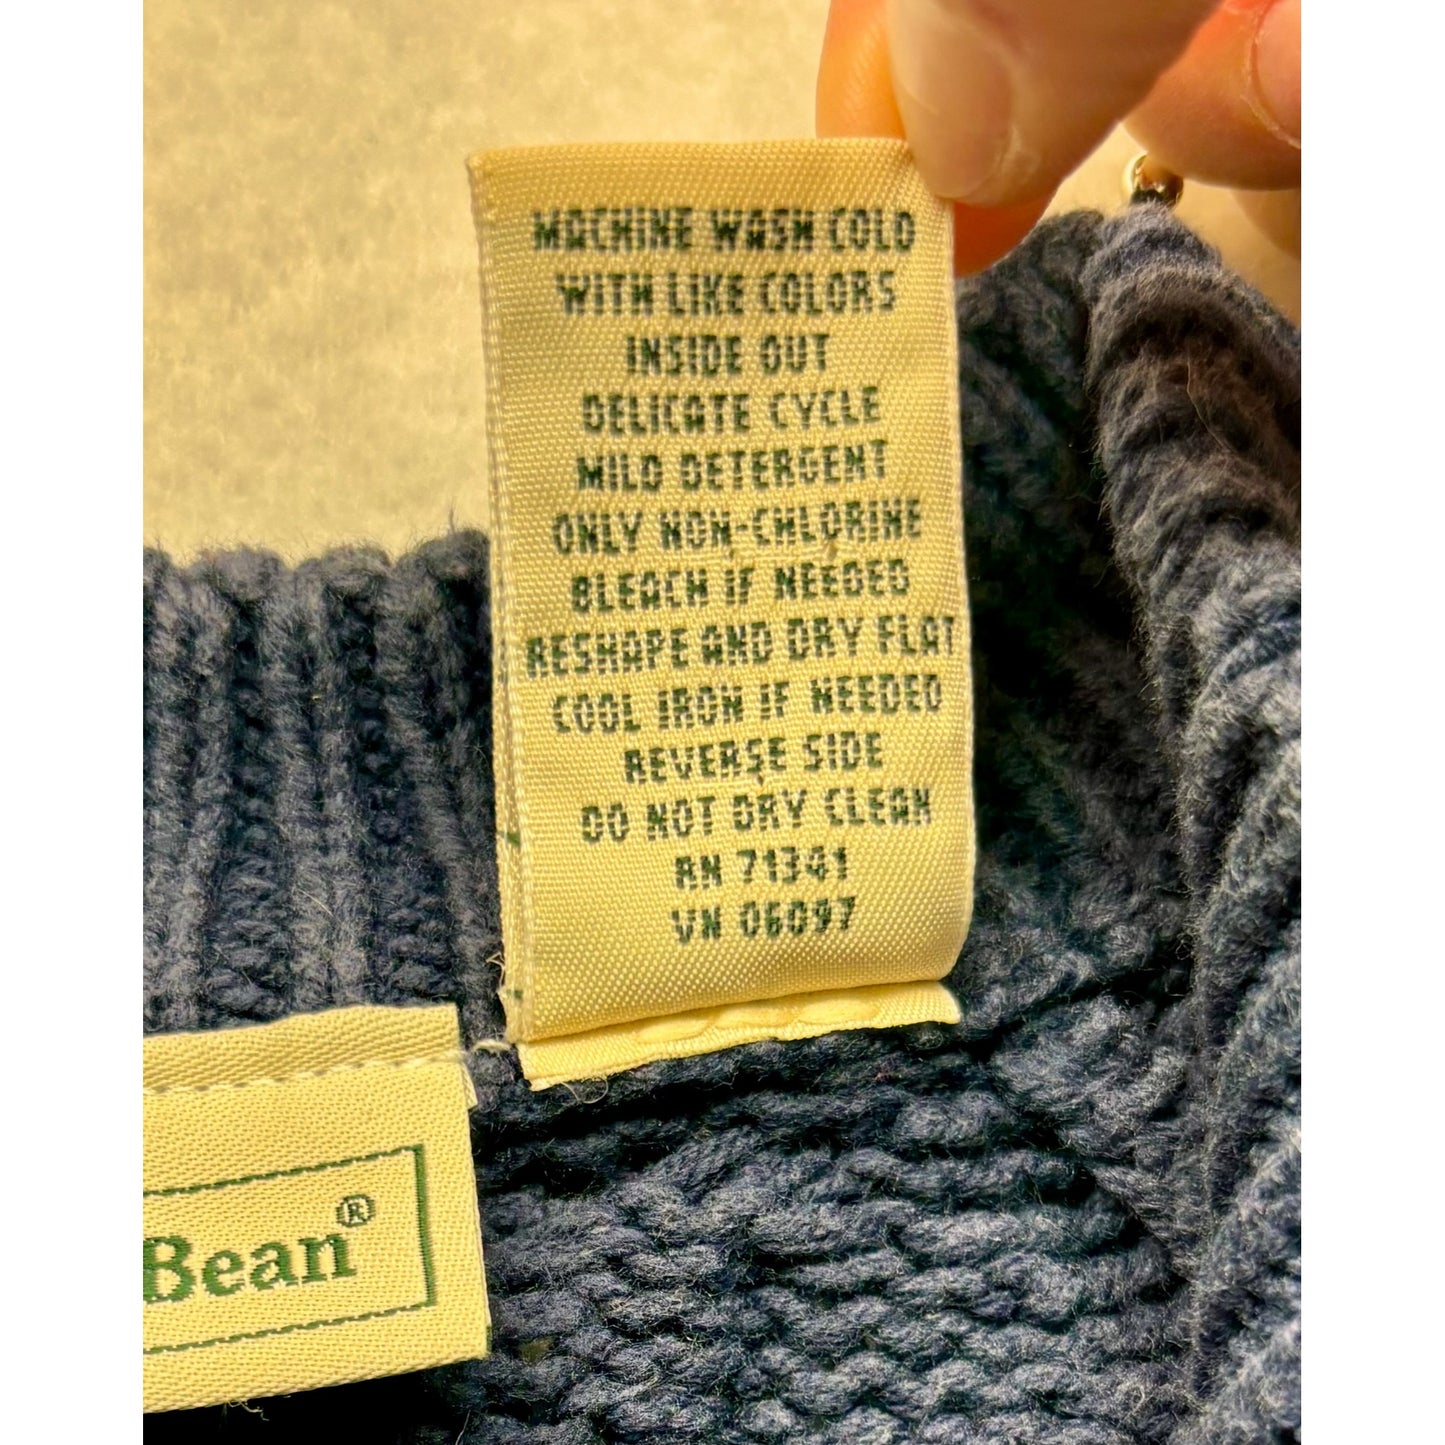 MACHINE WASH COLD
WITH LIKE COLORS
INSIDE OUT
DELICATE CYCLE
MILD DETERGENT
ONLY NON-CHLORINE
BLEACH IF NEEDED
RESHAPE AND DRY FLAT
COOL IRON IF NEEDED
REVERSE SIDE
DO NOT DRY CLEAN
RN 71341
VN 06097
Bean®